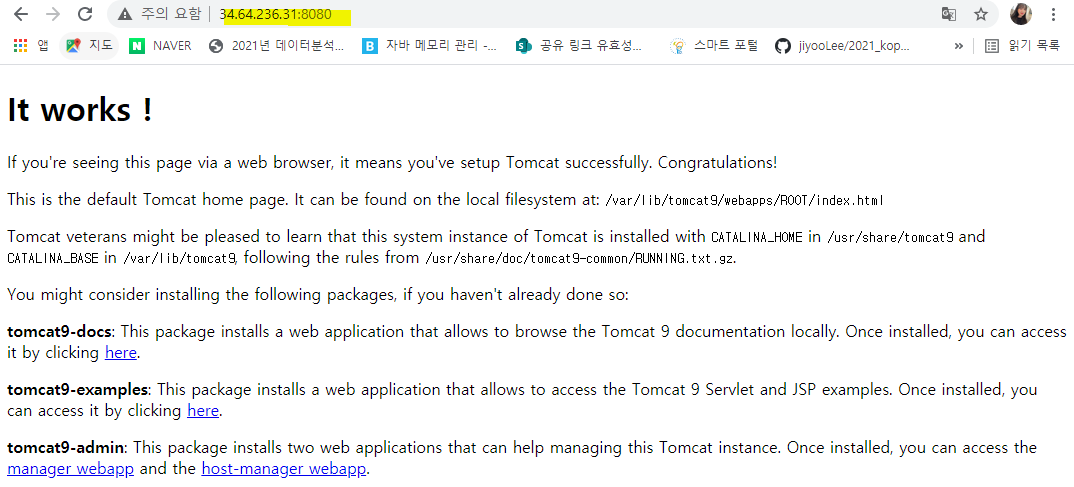 주의 요함 | 34.64.236.31:8080
앱 지도 NAVER 2021년 데이터분석... 자바 메모리 관리 -... 공유 링크 유효성... 스마트 포털 jiyooLee/2021_kop... » 읽기 목록
It works !
If you're seeing this page via a web browser, it means you've setup Tomcat successfully. Congratulations!
This is the default Tomcat home page. It can be found on the local filesystem at: /var/lib/tomcat9/webapps/ROOT/index.html
Tomcat veterans might be pleased to learn that this system instance of Tomcat is installed with CATALINA_HOME in /usr/share/tomcat9 and
CATALINA_BASE in /var/lib/tomcat9, following the rules from /usr/share/doc/tomcat9-common/RUNNING.txt.gz.
You might consider installing the following packages, if you haven't already done so:
tomcat9-docs: This package installs a web application that allows to browse the Tomcat 9 documentation locally. Once installed, you can access
it by clicking here.
tomcat9-examples: This package installs a web application that allows to access the Tomcat 9 Servlet and JSP examples. Once installed, you
can access it by clicking here.
tomcat9-admin: This package installs two web applications that can help managing this Tomcat instance. Once installed, you can access the
manager webapp and the host-manager webapp.